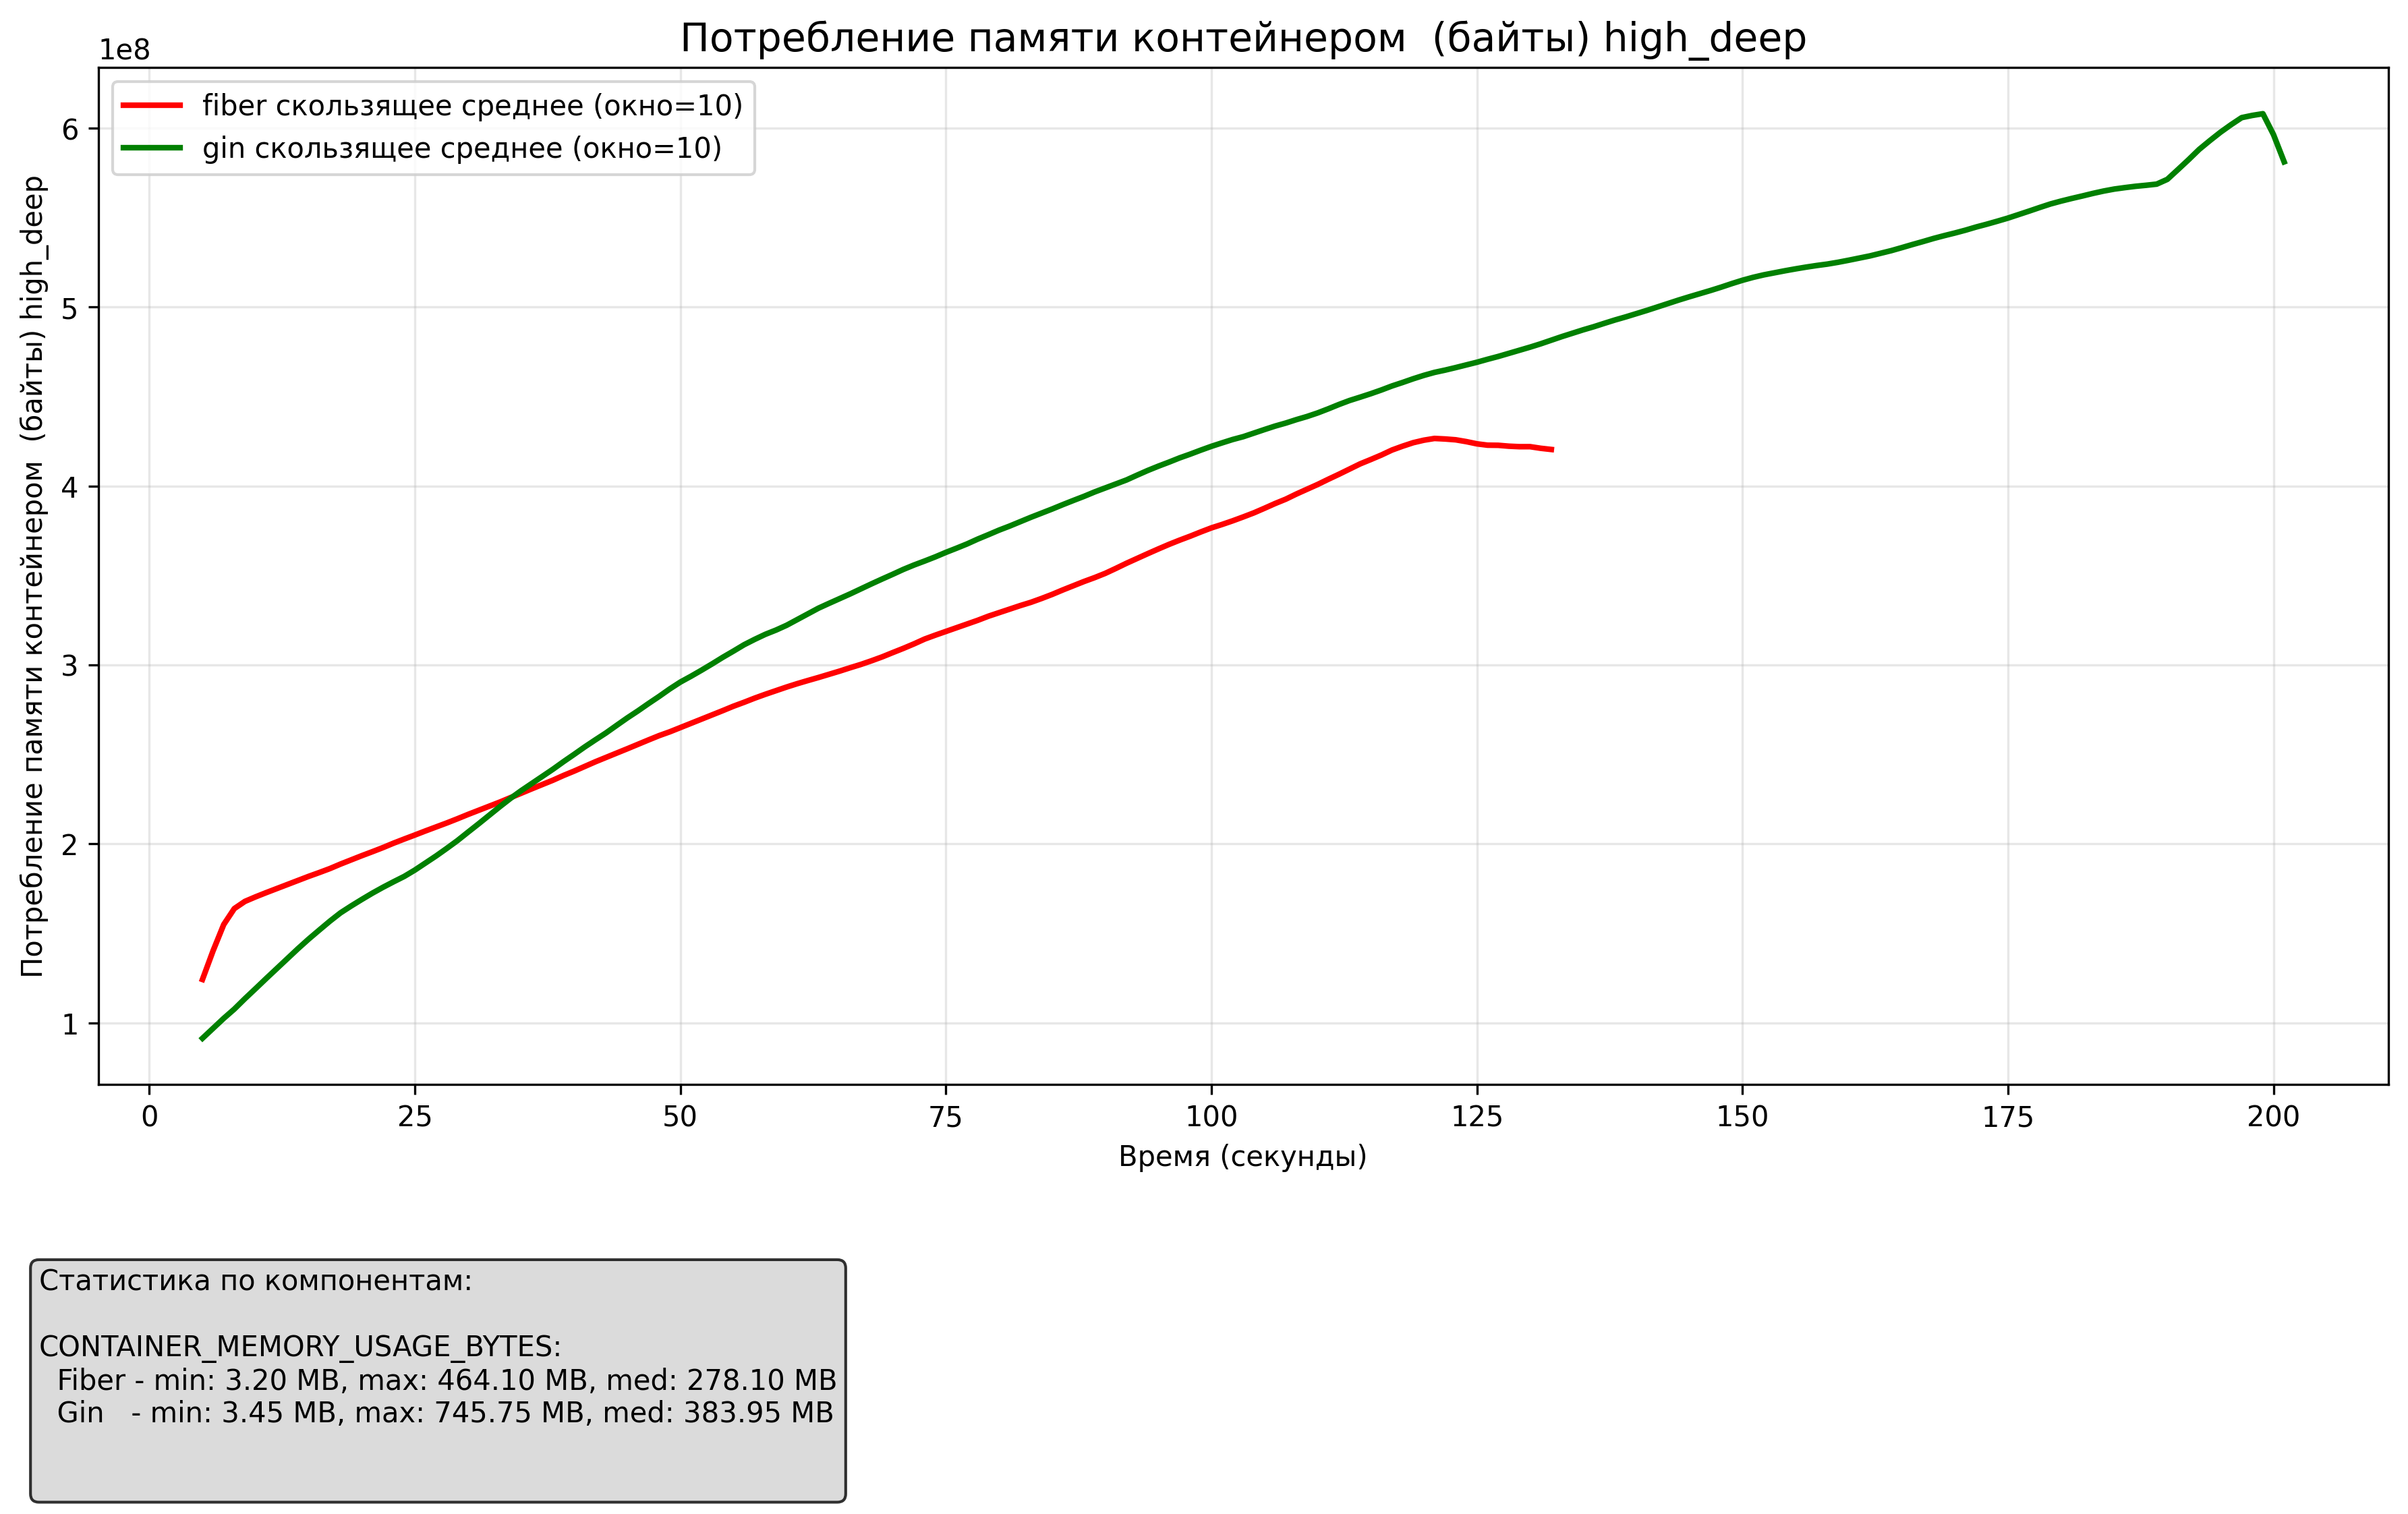 Потребление памяти контейнером  (байты) high_deep
1e8
fiber скользящее среднее (окно=10)
gin скользящее среднее (окно=10)
Потребление памяти контейнером  (байты) high_deep
6
5
4
3
2
1
0 25 50 75 100 125 150 175 200
Время (секунды)
Статистика по компонентам:
CONTAINER_MEMORY_USAGE_BYTES:
Fiber - min: 3.20 MB, max: 464.10 MB, med: 278.10 MB
Gin   - min: 3.45 MB, max: 745.75 MB, med: 383.95 MB